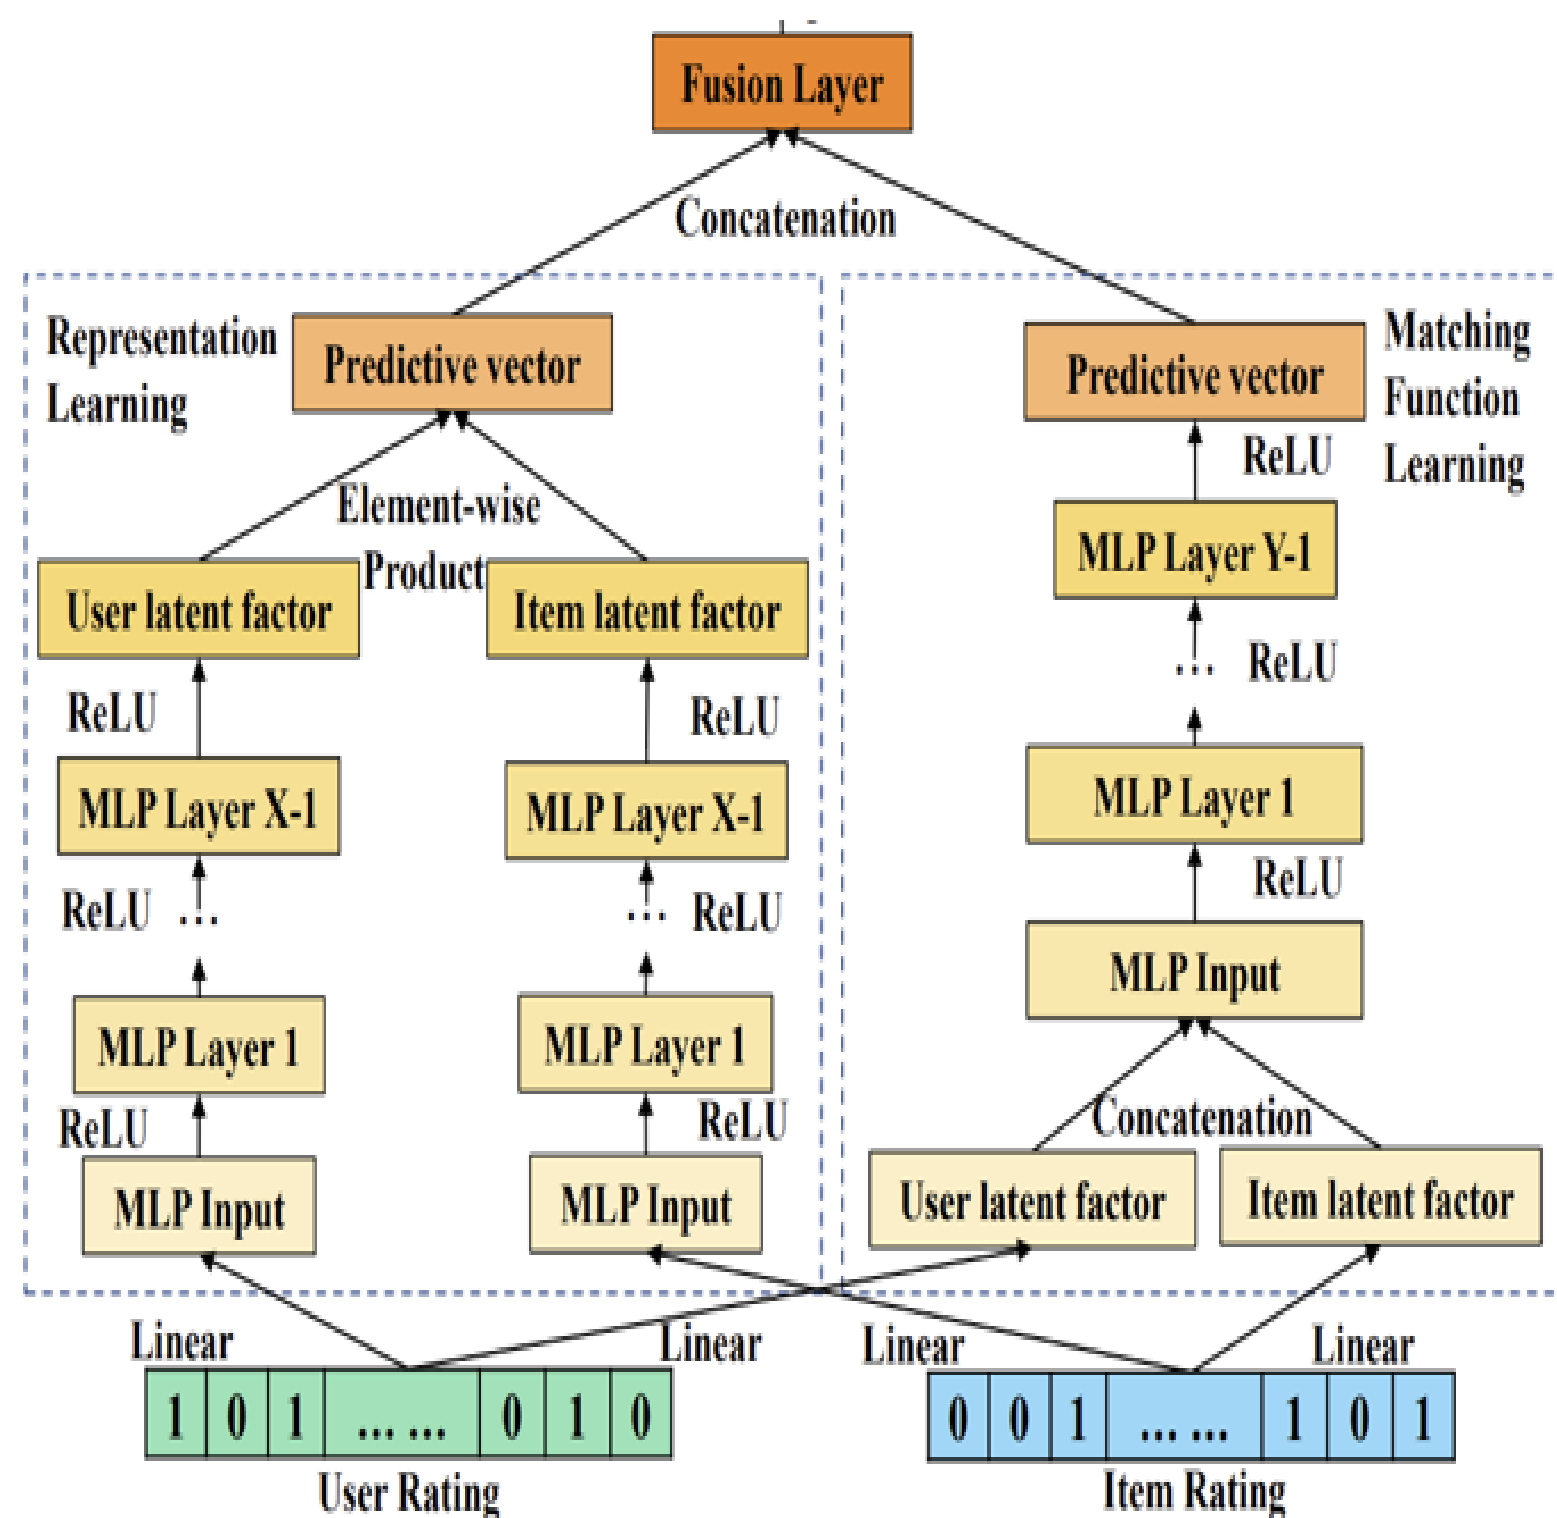 Fusion Layer
Concatenation
Representation
Learning
Predictive vector
Predictive vector
Matching
Function
Learning
ReLU
Element-wise
Product
User latent factor
Item latent factor
MLP Layer Y-1
... ReLU
ReLU
ReLU
MLP Layer X-1
MLP Layer X-1
MLP Layer 1
ReLU
ReLU ...
... ReLU
MLP Input
MLP Layer 1
MLP Layer 1
ReLU
ReLU
Concatenation
MLP Input
MLP Input
User latent factor
Item latent factor
Linear
Linear
Linear
Linear
1 0 1 ... ... 0 1 0
0 0 1 ... ... 1 0 1
User Rating
Item Rating